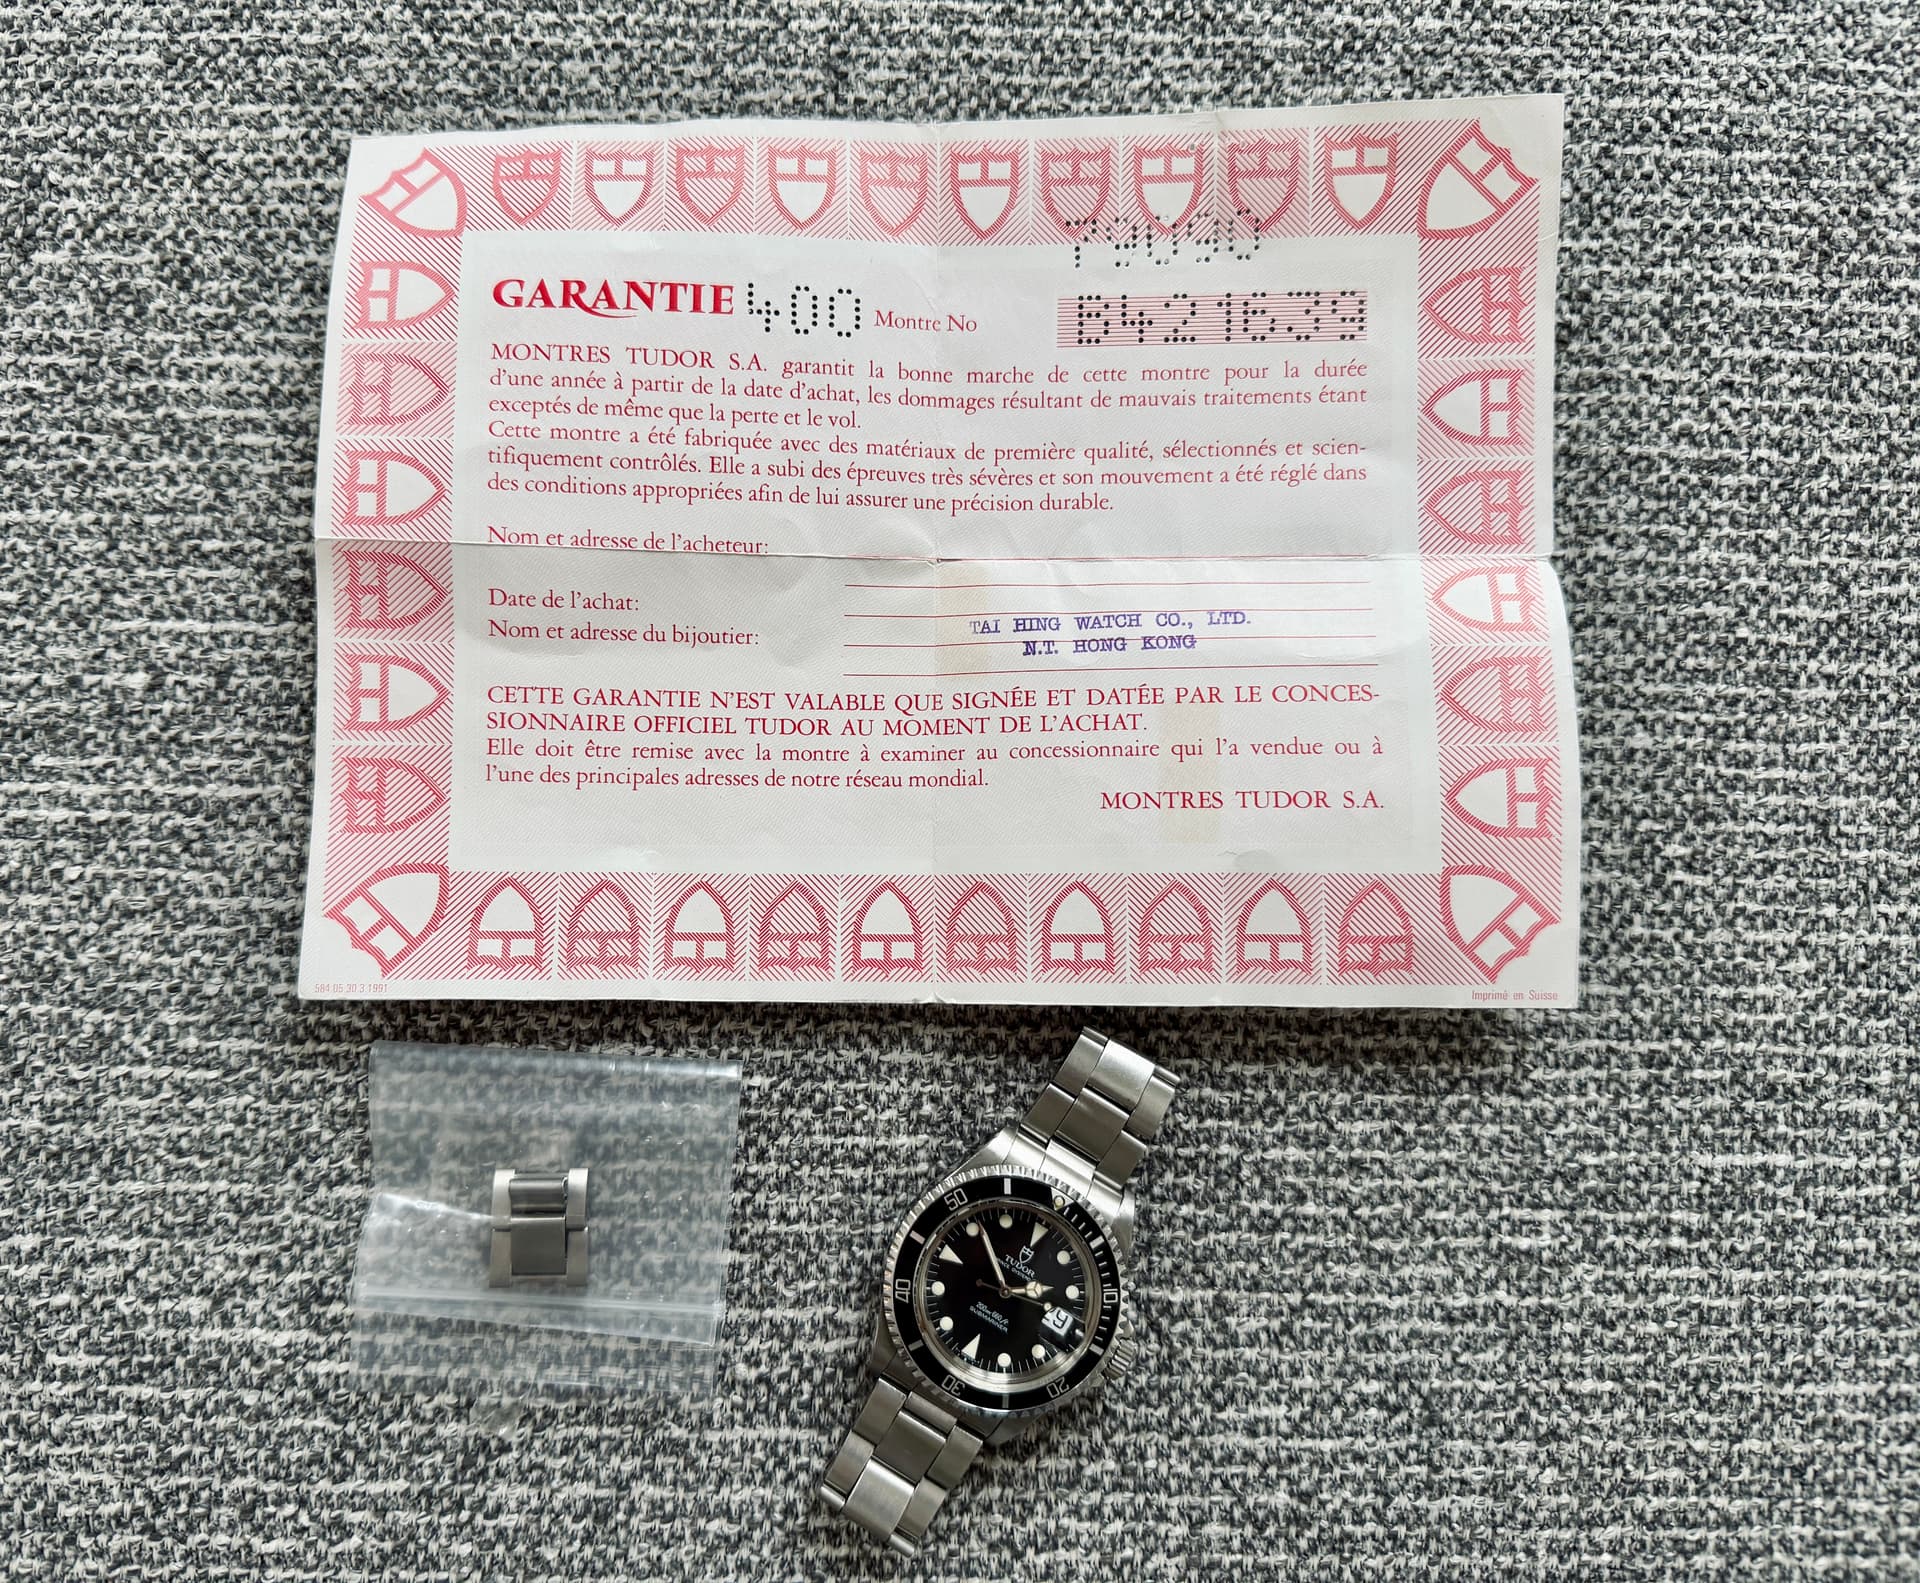 79090
GARANTIE 400 Montre No B421639
MONTRES TUDOR S.A. garantit la bonne marche de cette montre pour la durée
d'une année à partir de la date d'achat, les dommages résultant de mauvais traitements étant
exceptés de même que la perte et le vol.
Cette montre a été fabriquée avec des matériaux de première qualité, sélectionnés et scien-
tifiquement contrôlés. Elle a subi des épreuves très sévères et son mouvement a été réglé dans
des conditions appropriées afin de lui assurer une précision durable.
Nom et adresse de l'acheteur:
Date de l'achat:
Nom et adresse du bijoutier:
TAI HING WATCH CO., LTD.
N.T. HONG KONG
CETTE GARANTIE N'EST VALABLE QUE SIGNÉE ET DATÉE PAR LE CONCES-
SIONNAIRE OFFICIEL TUDOR AU MOMENT DE L'ACHAT.
Elle doit être remise avec la montre à examiner au concessionnaire qui l'a vendue ou à
l'une des principales adresses de notre réseau mondial.
MONTRES TUDOR S.A.
584.05.30.3.1991
Imprimé en Suisse
50
10
40
20
30
TUDOR
SUBMARINER